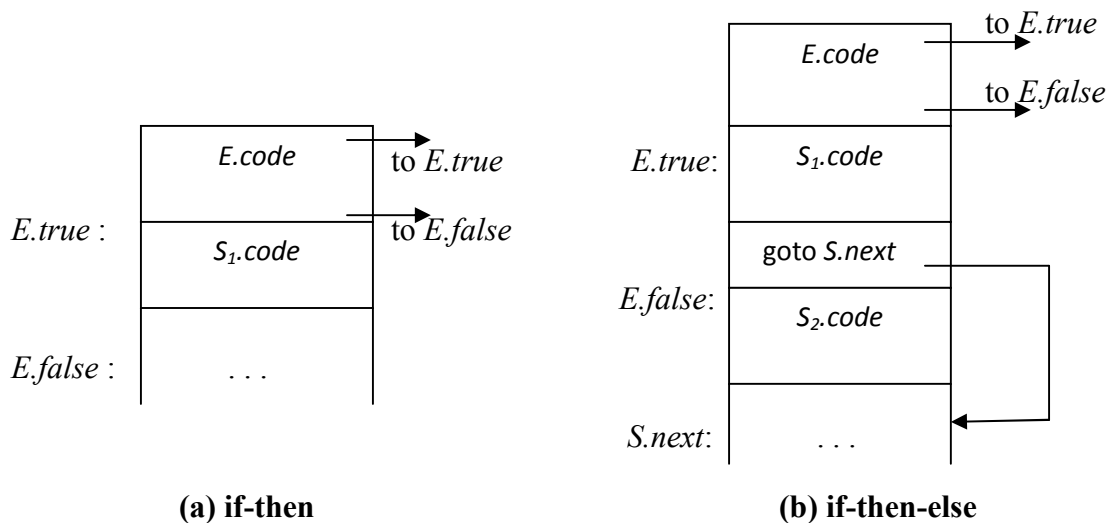 E.code
to E.true
to E.false
E.true :
S₁.code
E.false :
. . .
(a) if-then
to E.true
E.code
to E.false
E.true:
S₁.code
goto S.next
E.false:
S₂.code
S.next:
. . .
(b) if-then-else